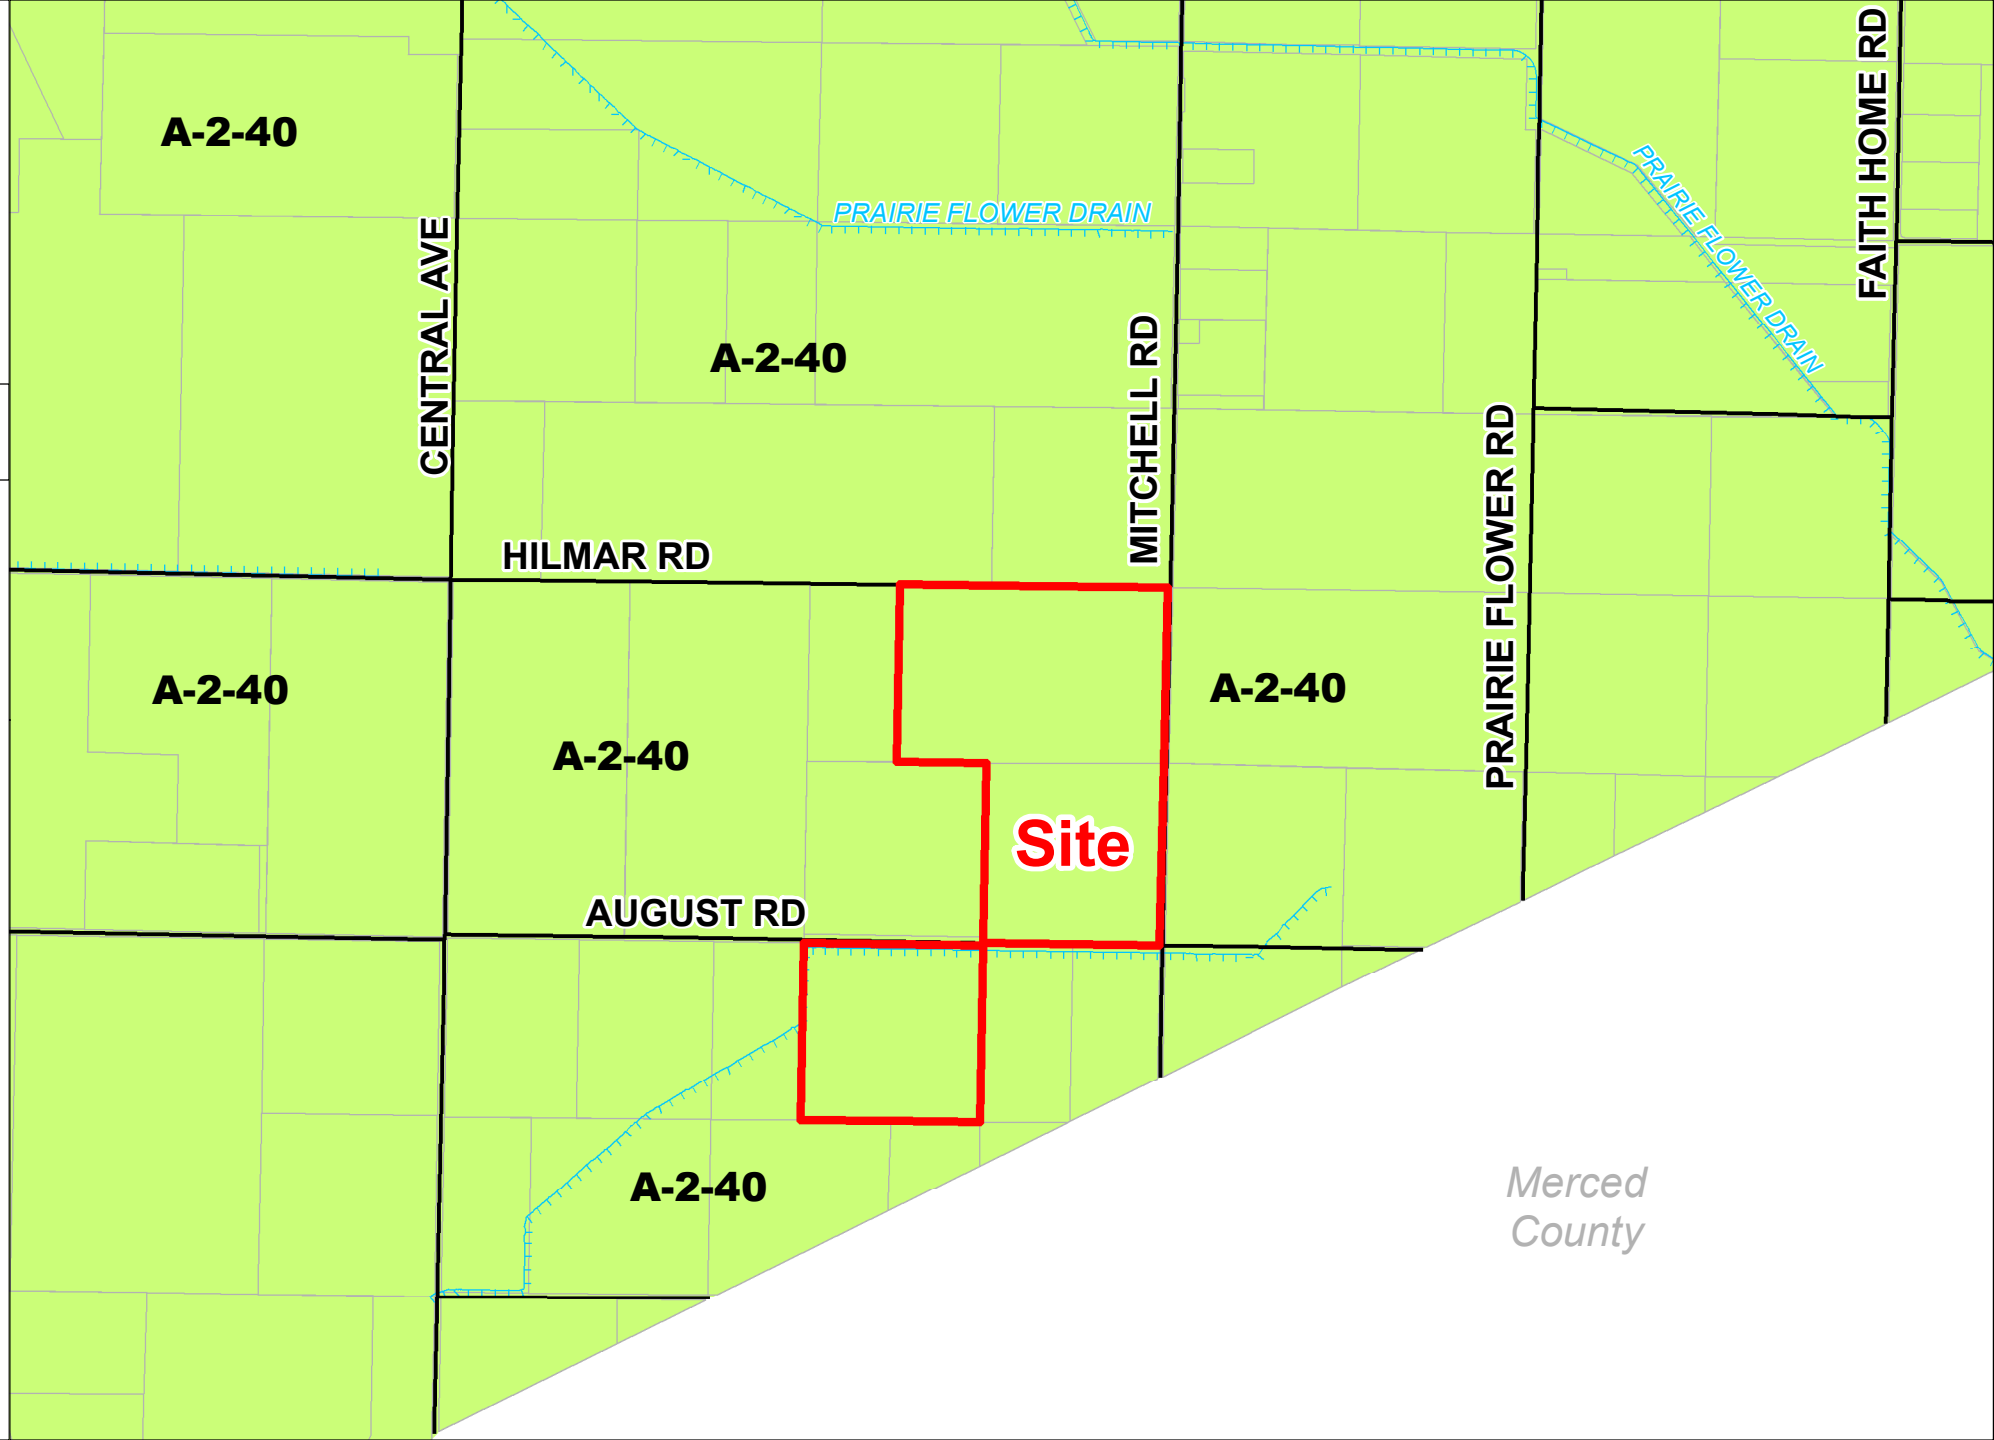 FAITH HOME RD
A-2-40
PRAIRIE FLOWER DRAIN
PRAIRIE FLOWER DRAIN
CENTRAL AVE
A-2-40
MITCHELL RD
PRAIRIE FLOWER RD
HILMAR RD
A-2-40
A-2-40
A-2-40
Site
AUGUST RD
A-2-40
Merced
County